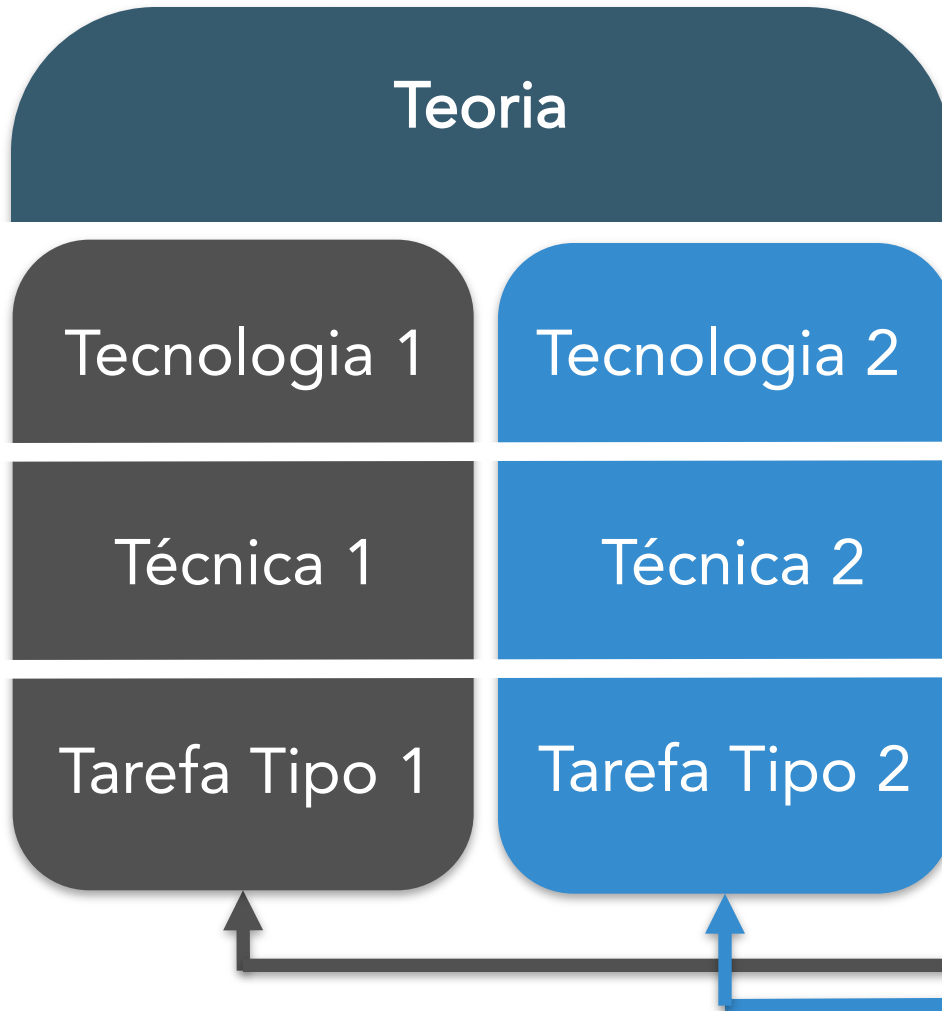 Teoria
Tecnologia 1
Tecnologia 2
Técnica 1
Técnica 2
Tarefa Tipo 1
Tarefa Tipo 2